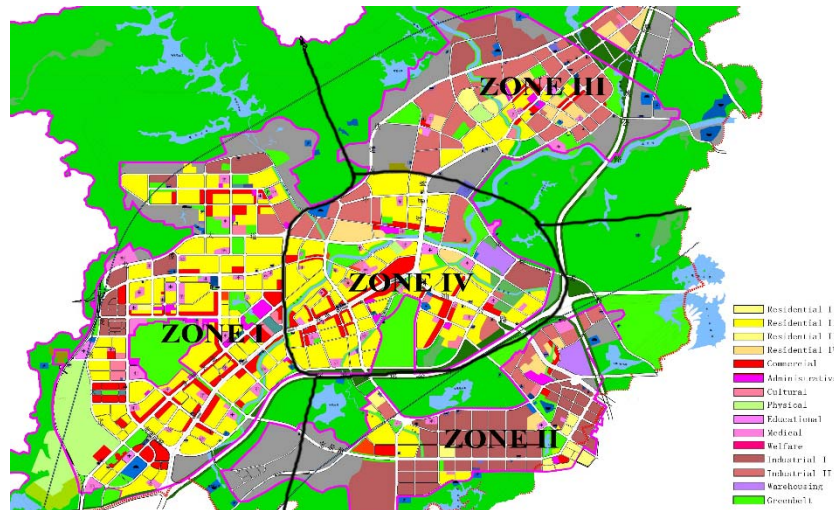 ZONE III
ZONE IV
ZONE I
ZONE II
Residential I
Residential I
Residential I
Residential I
Commercial
Administrativ
Cultural
Physical
Educational
Medical
Welfare
Industrial I
Industrial II
Warehousing
Greenbelt